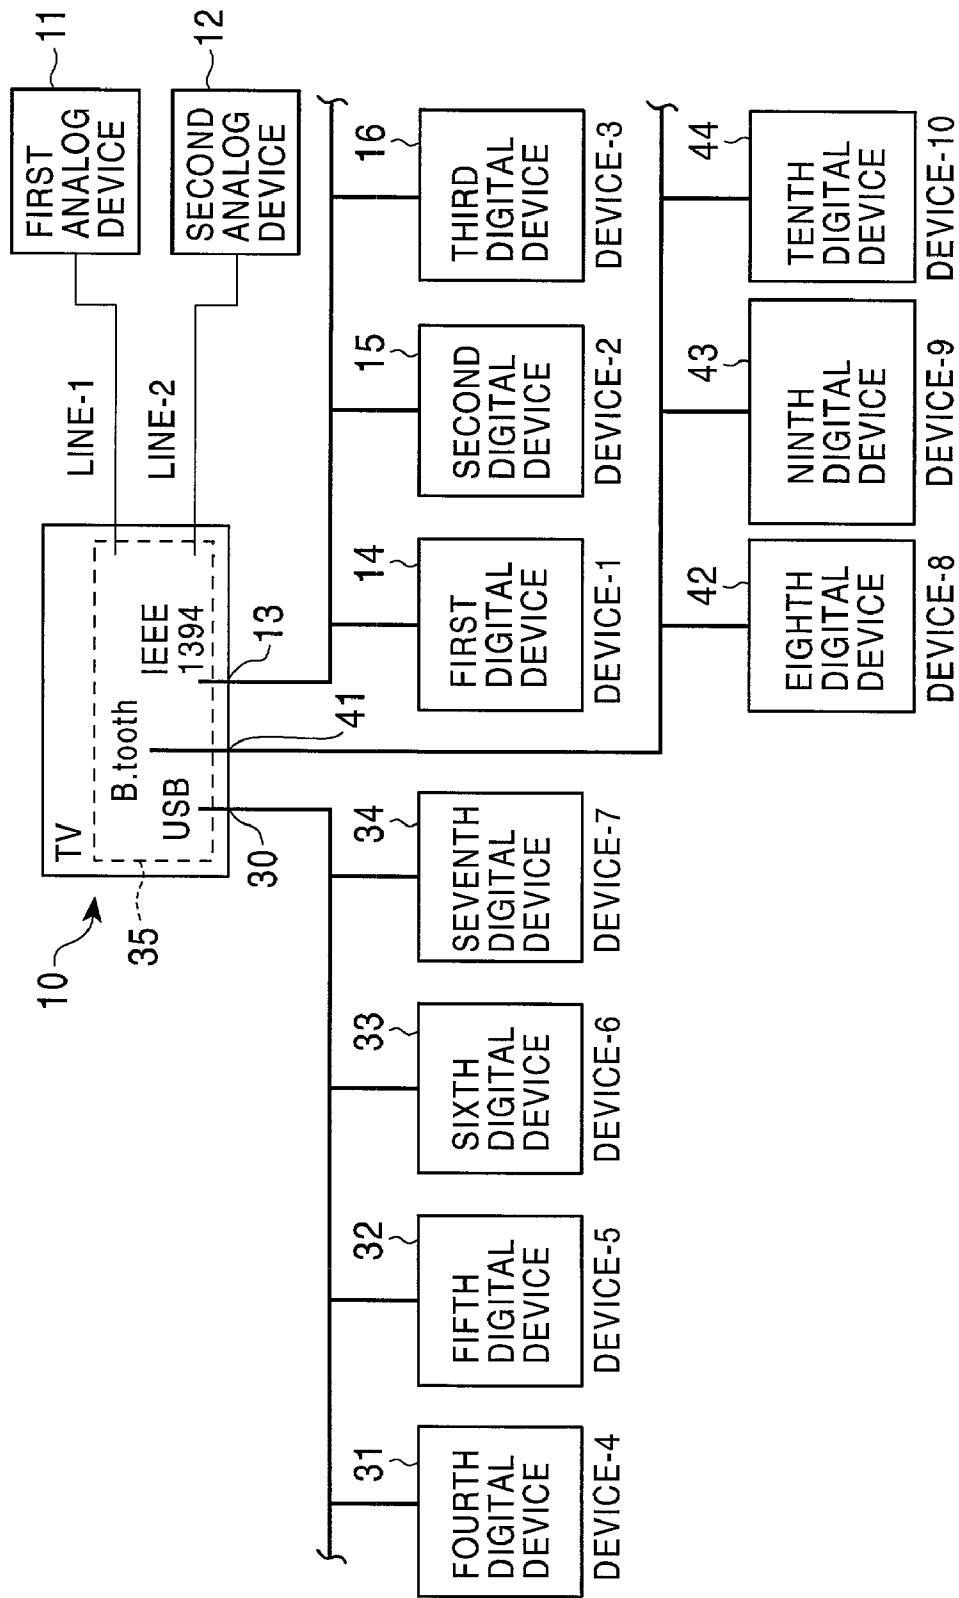 10
TV
35
B.tooth
USB
IEEE
1394
LINE-1
LINE-2
FIRST
ANALOG
DEVICE
11
SECOND
ANALOG
DEVICE
12
30
41
13
31
FOURTH
DIGITAL
DEVICE
DEVICE-4
32
FIFTH
DIGITAL
DEVICE
DEVICE-5
33
SIXTH
DIGITAL
DEVICE
DEVICE-6
34
SEVENTH
DIGITAL
DEVICE
DEVICE-7
14
FIRST
DIGITAL
DEVICE
DEVICE-1
15
SECOND
DIGITAL
DEVICE
DEVICE-2
16
THIRD
DIGITAL
DEVICE
DEVICE-3
42
EIGHTH
DIGITAL
DEVICE
DEVICE-8
43
NINTH
DIGITAL
DEVICE
DEVICE-9
44
TENTH
DIGITAL
DEVICE
DEVICE-10